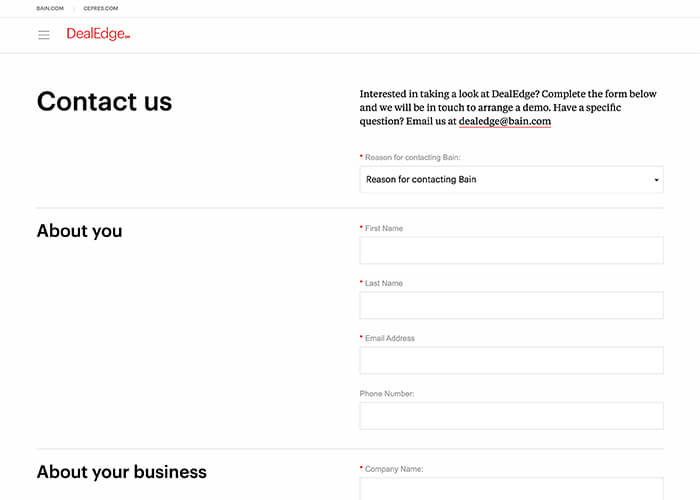 BAIN.COM | CEPRES.COM
DealEdge
Contact us
Interested in taking a look at DealEdge? Complete the form below
and we will be in touch to arrange a demo. Have a specific
question? Email us at dealedge@bain.com
* Reason for contacting Bain:
Reason for contacting Bain
About you
* First Name
* Last Name
* Email Address
Phone Number:
About your business
* Company Name: